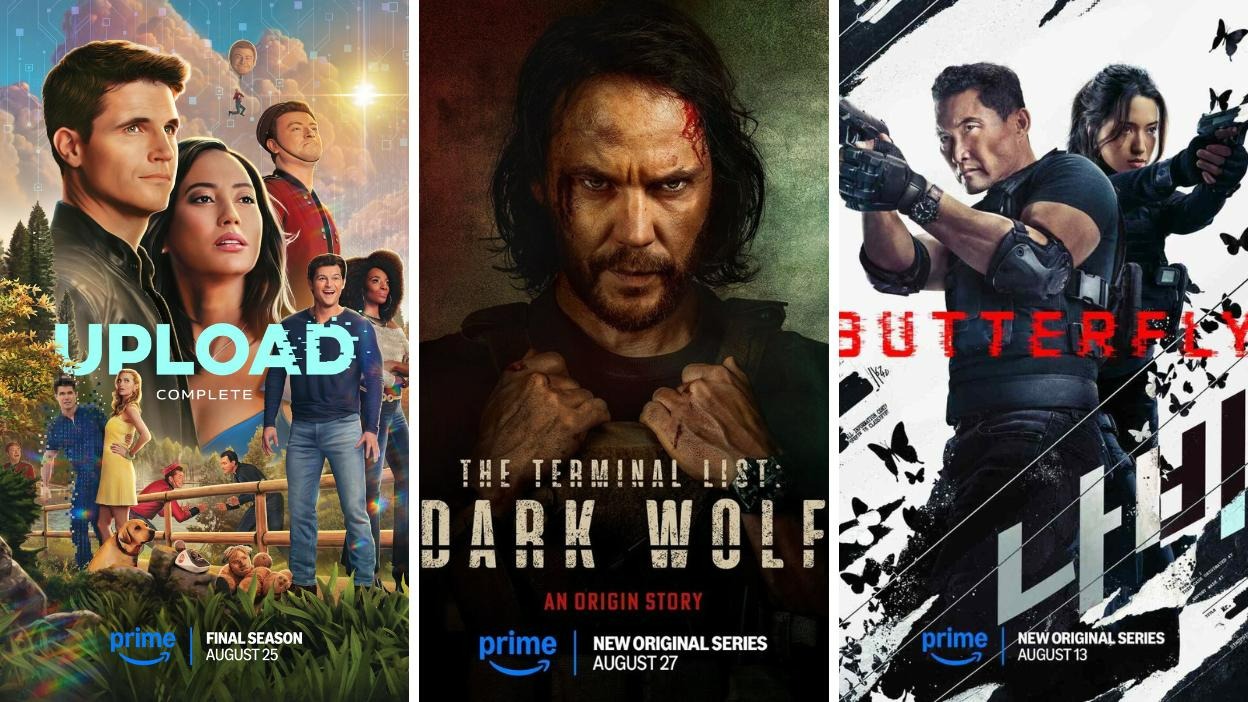 UPLOAD
COMPLETE
prime
FINAL SEASON
AUGUST 25
THE TERMINAL LIST:
DARK WOLF
AN ORIGIN STORY
prime
NEW ORIGINAL SERIES
AUGUST 27
BUTTERFLY
나비
prime
NEW ORIGINAL SERIES
AUGUST 13